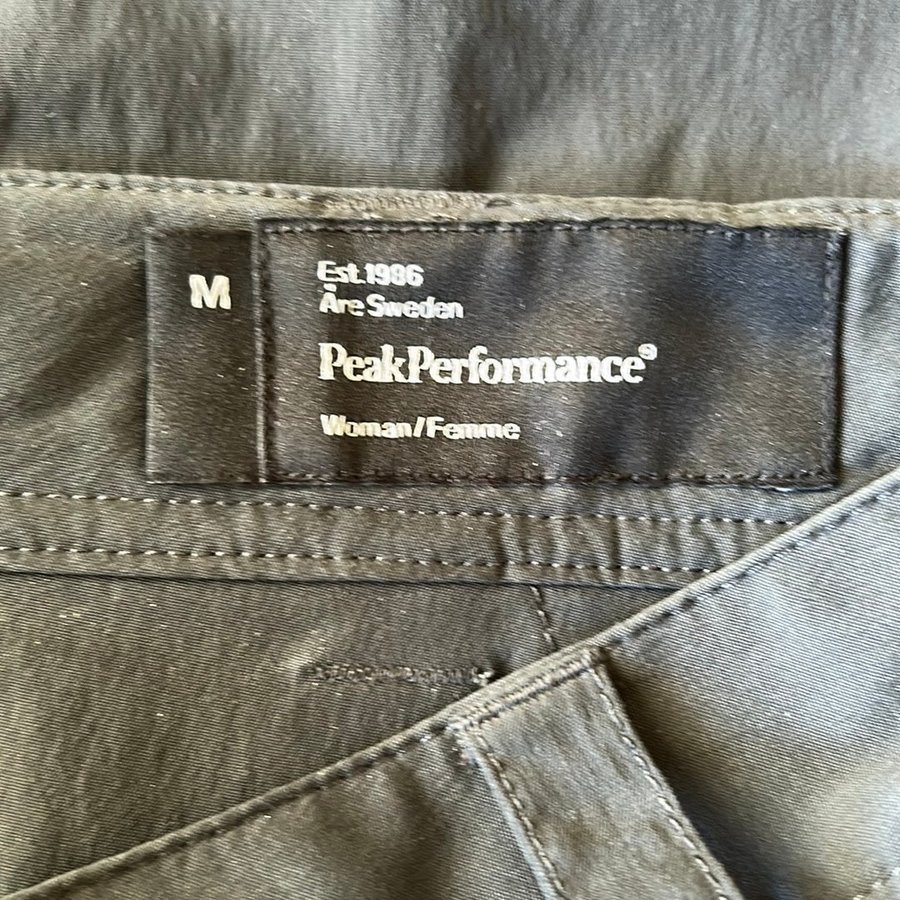 M
Est.1986
Åre Sweden
PeakPerformance®
Woman/Femme